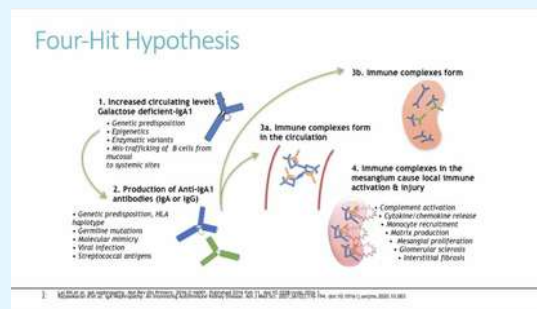 Four-Hit Hypothesis
3b. Immune complexes form
1. Increased circulating levels
Galactose deficient-IgA1
• Genetic predisposition
• Epigenetics
• Enzymatic variants
• Mis-trafficking of B cells from
mucosal
to systemic sites
3a. Immune complexes form
in the circulation
2. Production of Anti-IgA1
antibodies (IgA or IgG)
• Genetic predisposition, HLA
haplotype
• Germline mutations
• Molecular mimicry
• Viral infection
• Streptococcal antigens
4. Immune complexes in the
mesangium cause local immune
activation & injury
• Complement activation
• Cytokine/chemokine release
• Monocyte recruitment
• Matrix production
• Mesangial proliferation
• Glomerular sclerosis
• Interstitial fibrosis